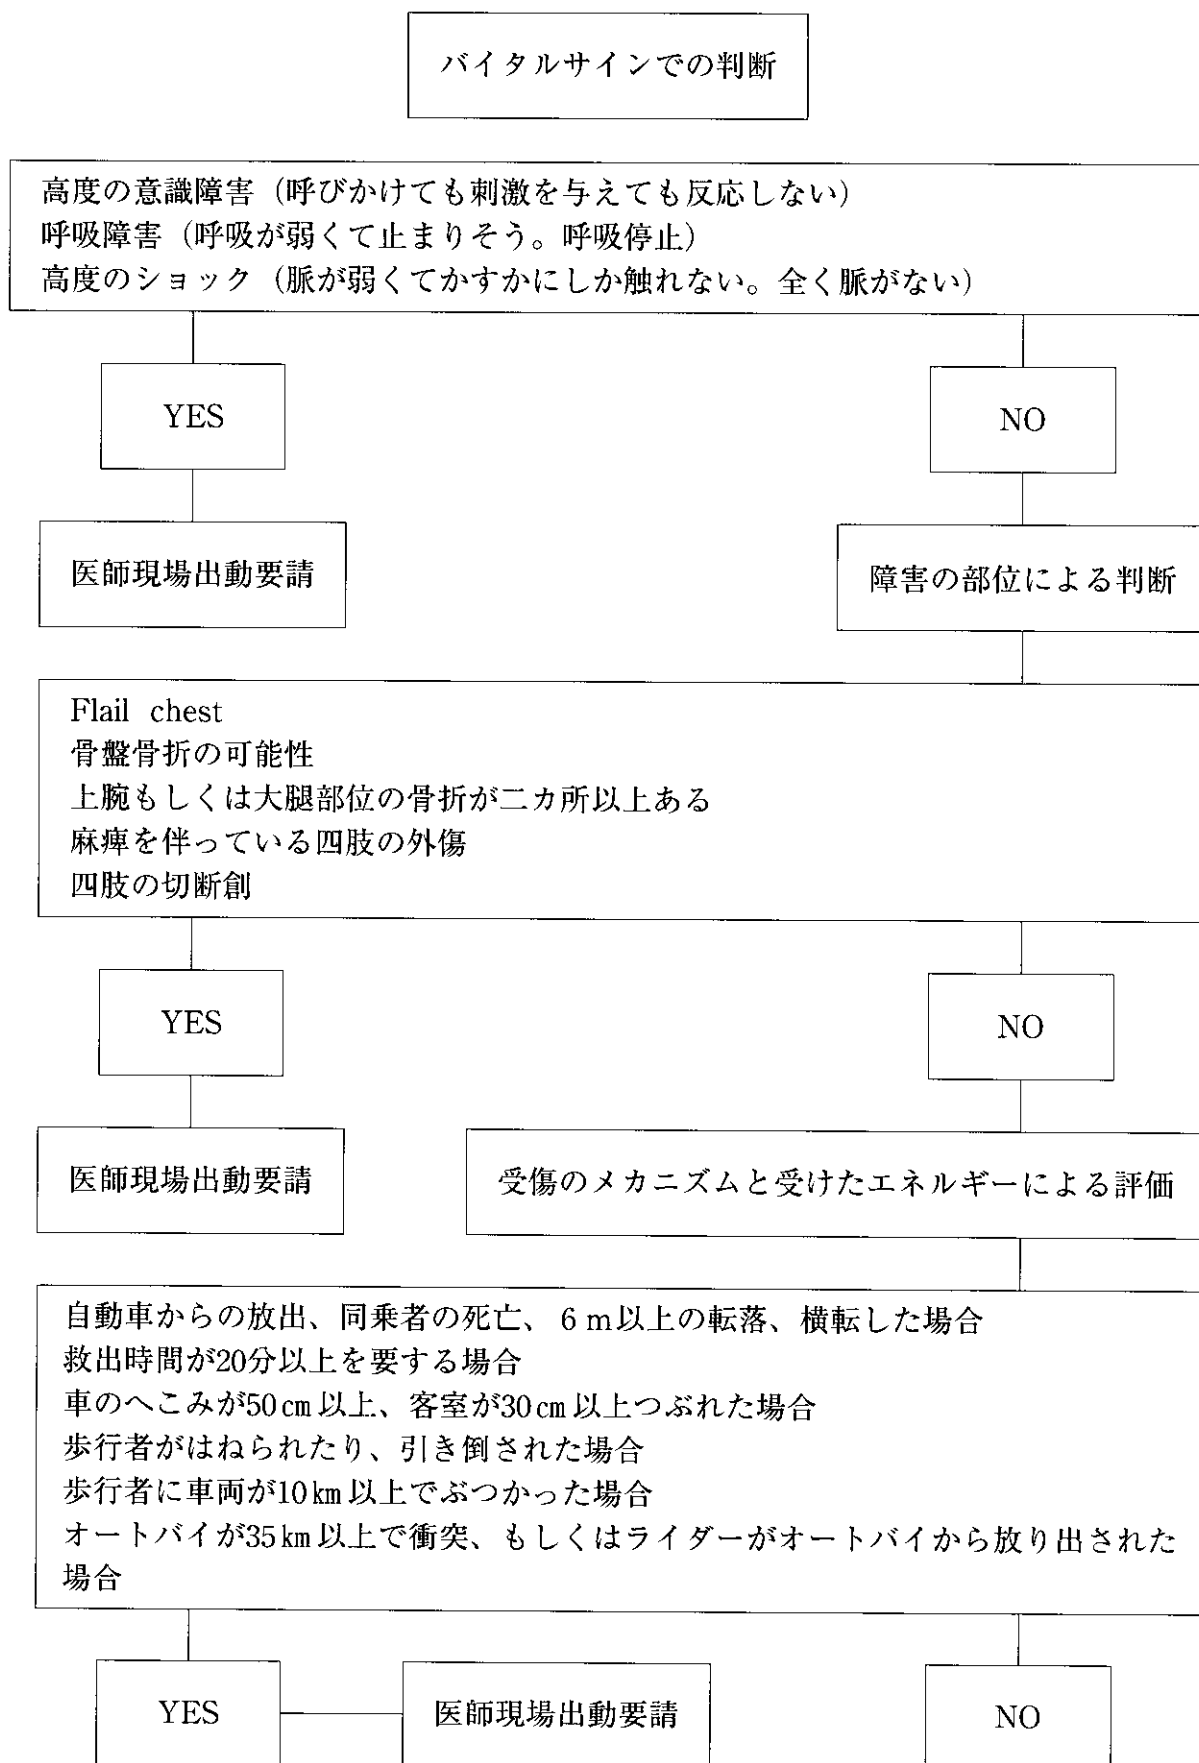 バイタルサインでの判断
高度の意識障害（呼びかけても刺激を与えても反応しない）
呼吸障害（呼吸が弱くて止まりそう。呼吸停止）
高度のショック（脈が弱くてかすかにしか触れない。全く脈がない）
YES
NO
医師現場出動要請
障害の部位による判断
Flail chest
骨盤骨折の可能性
上腕もしくは大腿部位の骨折が二カ所以上ある
麻痺を伴っている四肢の外傷
四肢の切断創
YES
NO
医師現場出動要請
受傷のメカニズムと受けたエネルギーによる評価
自動車からの放出、同乗者の死亡、6m以上の転落、横転した場合
救出時間が20分以上を要する場合
車のへこみが50cm以上、客室が30cm以上つぶれた場合
歩行者がはねられたり、引き倒された場合
歩行者に車両が10km以上でぶつかった場合
オートバイが35km以上で衝突、もしくはライダーがオートバイから放り出された
場合
YES
医師現場出動要請
NO